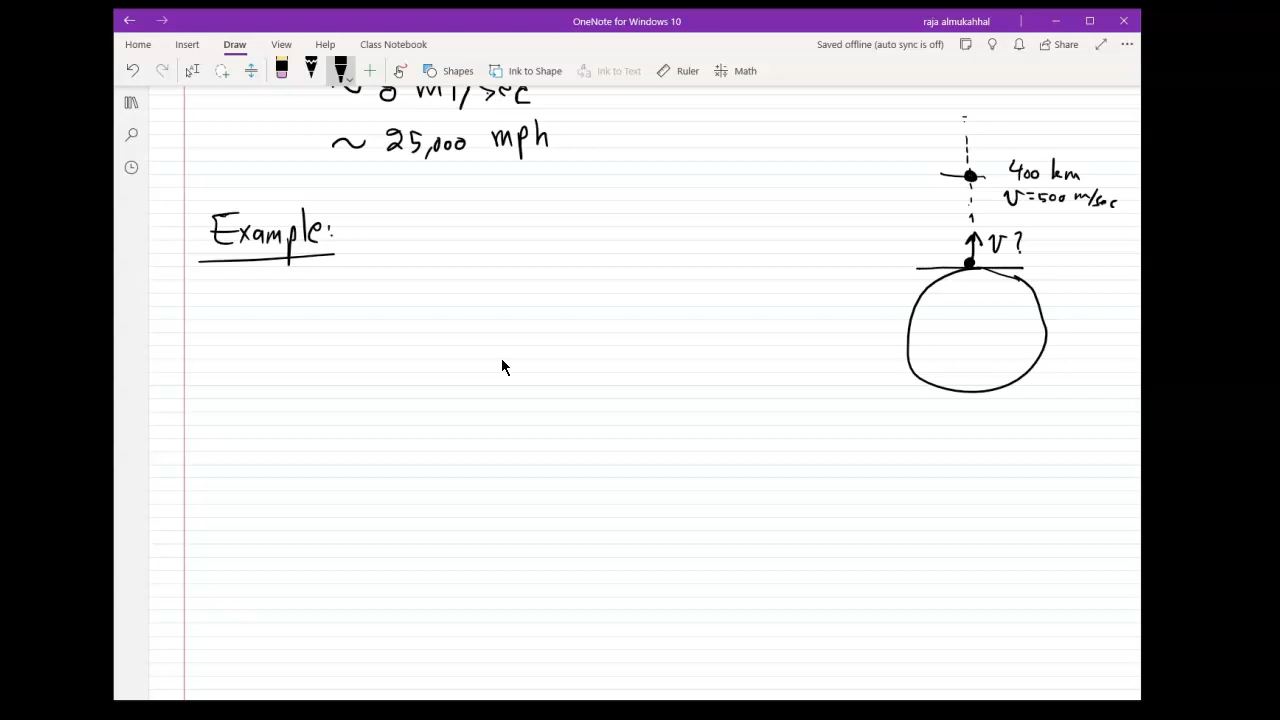 OneNote for Windows 10
raja almukahhal
Home Insert Draw View Help Class Notebook
Saved offline (auto sync is off) Share
Shapes Ink to Shape Ink to Text Ruler Math
~ 25,000 mph
400 km
v=500 m/sec
Example:
v?